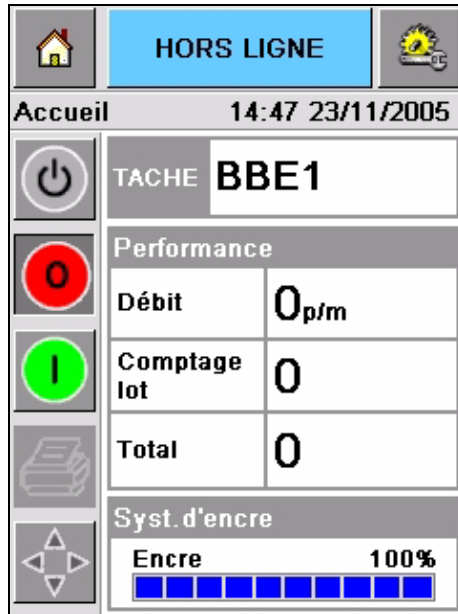 HORS LIGNE
Accueil 14:47 23/11/2005
TACHE BBE1
Performance
0
Débit 0p/m
I
Comptage lot 0
Total 0
Syst.d'encre
Encre 100%